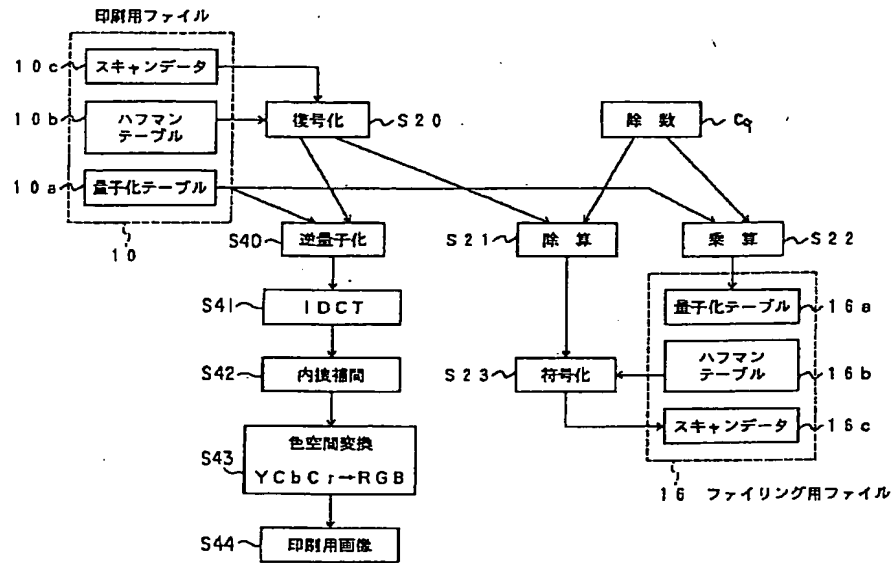 印刷用ファイル
10c
スキャンデータ
10b
ハフマン
テーブル
復号化
S20
除 数
Cq
10a
量子化テーブル
10
S40
逆量子化
S21
除 算
乗 算
S22
S41
IDCT
量子化テーブル
16a
S42
内挿補間
S23
符号化
ハフマン
テーブル
16b
スキャンデータ
16c
S43
色空間変換
YCbCr→RGB
16 ファイリング用ファイル
S44
印刷用画像